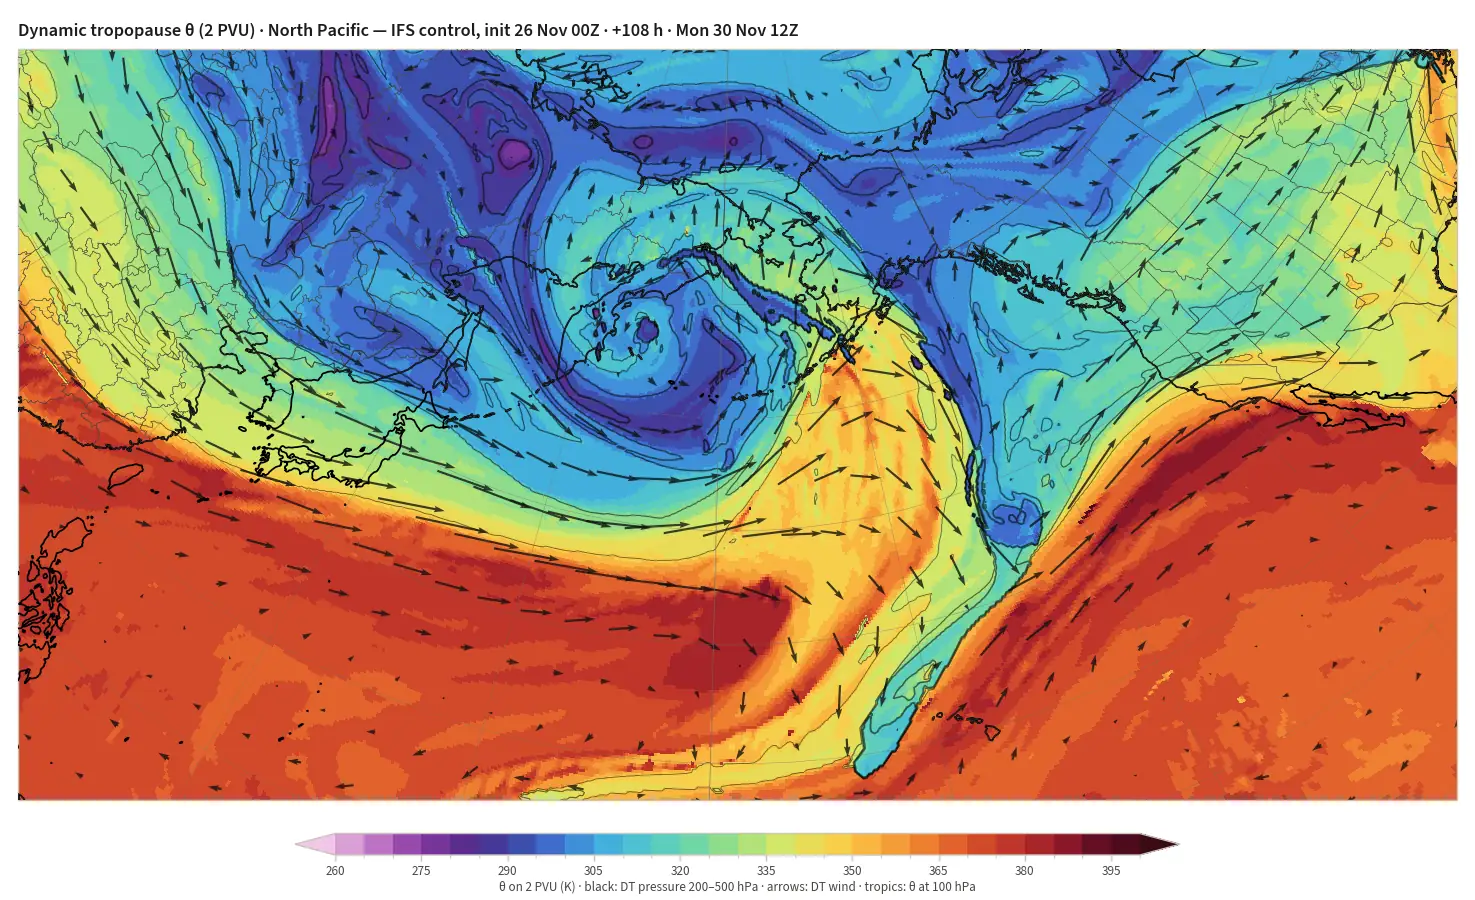 Dynamic tropopause θ (2 PVU) · North Pacific — IFS control, init 26 Nov 00Z · +108 h · Mon 30 Nov 12Z
260 275 290 305 320 335 350 365 380 395
θ on 2 PVU (K) · black: DT pressure 200–500 hPa · arrows: DT wind · tropics: θ at 100 hPa